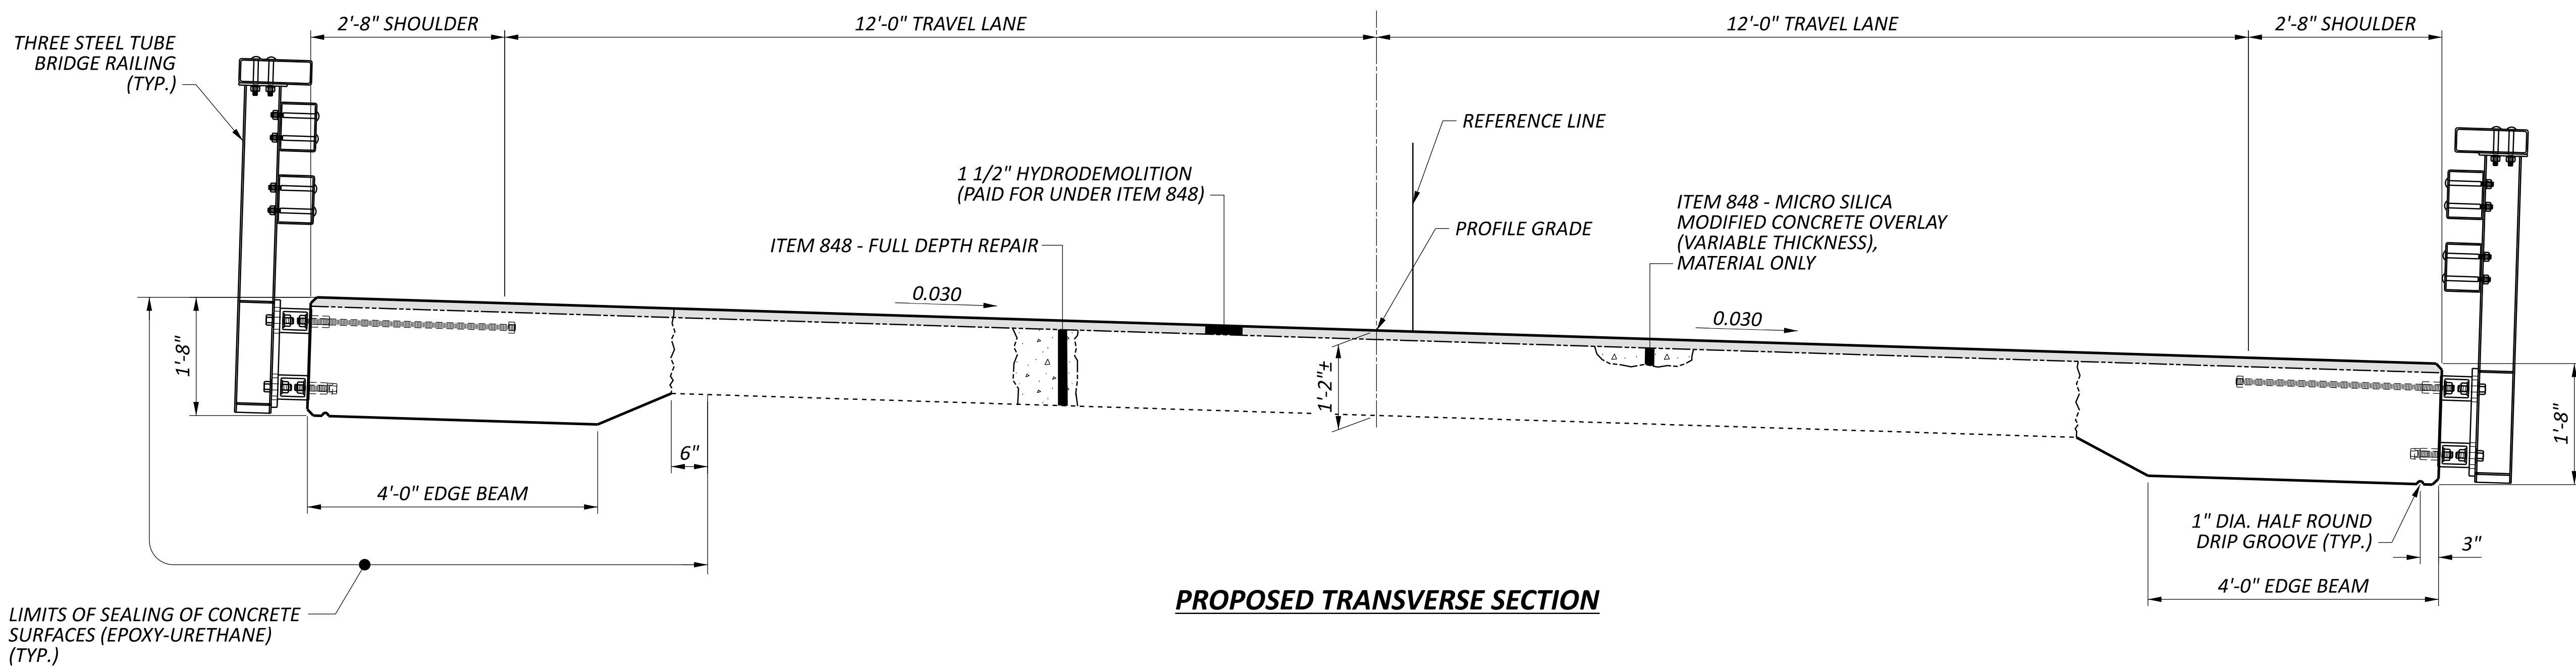 2'-8" SHOULDER
12'-0" TRAVEL LANE
12'-0" TRAVEL LANE
2'-8" SHOULDER
THREE STEEL TUBE
BRIDGE RAILING
(TYP.)
REFERENCE LINE
1 1/2" HYDRODEMOLITION
(PAID FOR UNDER ITEM 848)
ITEM 848 - MICRO SILICA
MODIFIED CONCRETE OVERLAY
(VARIABLE THICKNESS),
MATERIAL ONLY
PROFILE GRADE
ITEM 848 - FULL DEPTH REPAIR
0.030
0.030
1'-8"
1'-2"±
1'-8"
6"
4'-0" EDGE BEAM
1" DIA. HALF ROUND
DRIP GROOVE (TYP.)
3"
4'-0" EDGE BEAM
PROPOSED TRANSVERSE SECTION
LIMITS OF SEALING OF CONCRETE
SURFACES (EPOXY-URETHANE)
(TYP.)